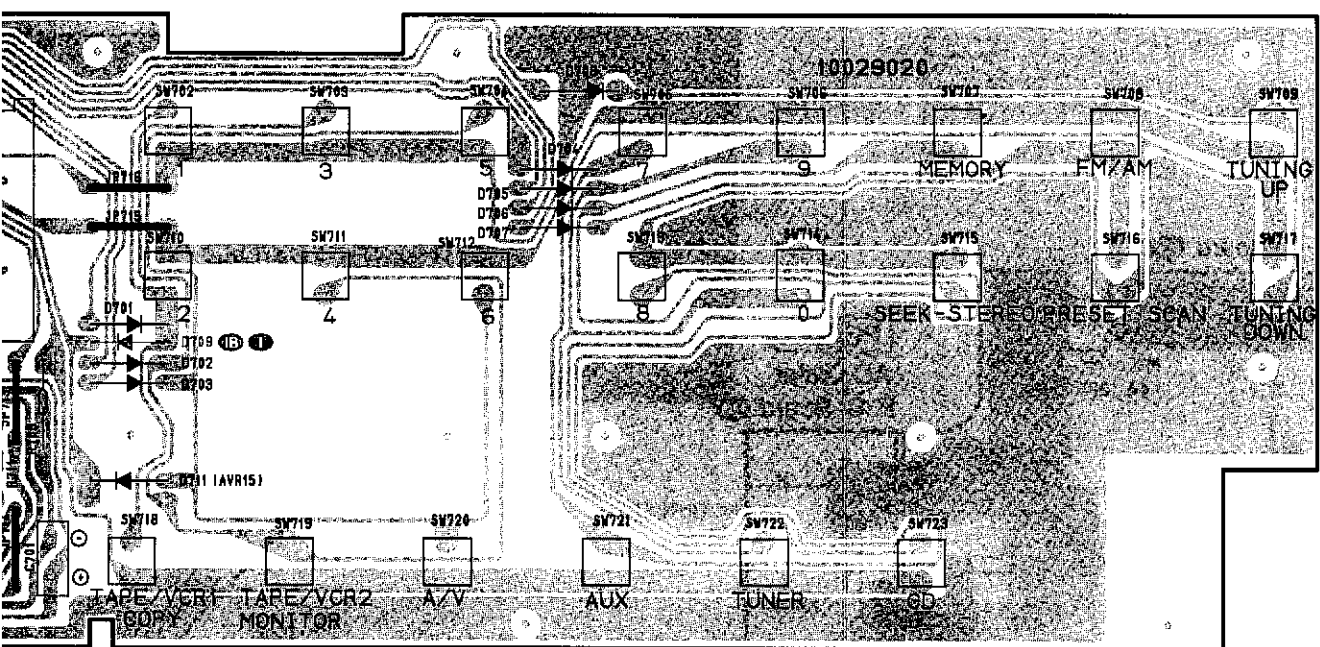 10029020
SW702 SW703 SW704 SW705 SW706 SW707 SW708 SW709
1 3 5 7 9 MEMORY FM/AM TUNING UP
D704
D705
D706
D707
SW710 SW711 SW712 SW713 SW714 SW715 SW716 SW717
2 4 6 8 0 SEEK-STEREO PRESET SCAN TUNING DOWN
D701
D709
D702
D703
D711 (AVR15)
SW718 SW719 SW720 SW721 SW722 SW723
TAPE/VCR1 COPY TAPE/VCR2 MONITOR A/V AUX TUNER CD